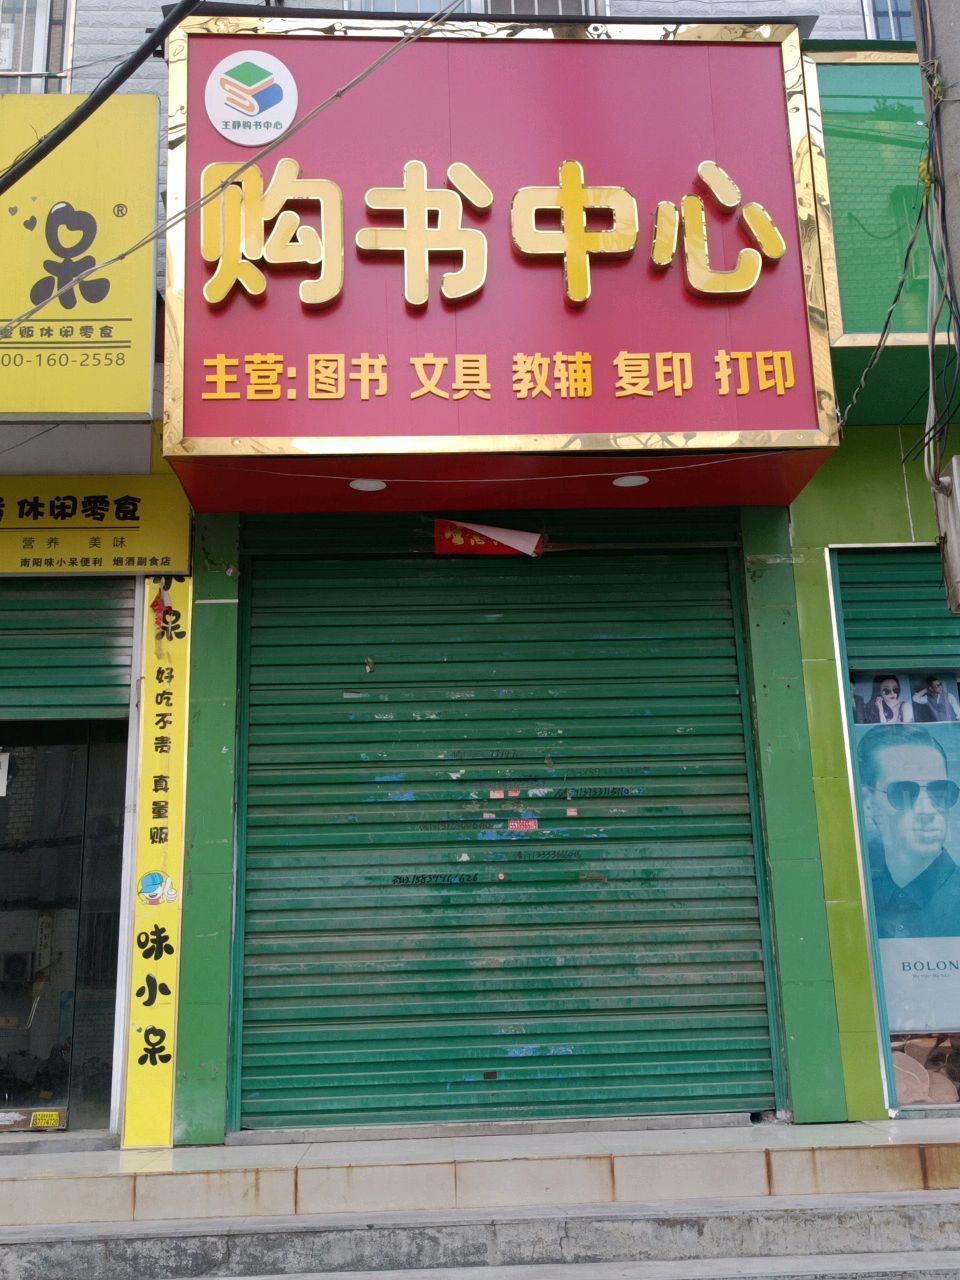 王静购书中心
购书中心
主营:图书 文具 教辅 复印 打印
呆
®
贩休闲零食
00-160-2558
休闲零食
营养 美味
南阳味小呆便利 烟酒副食店
小呆
好吃不贵 真量贩
味小呆
BOLON